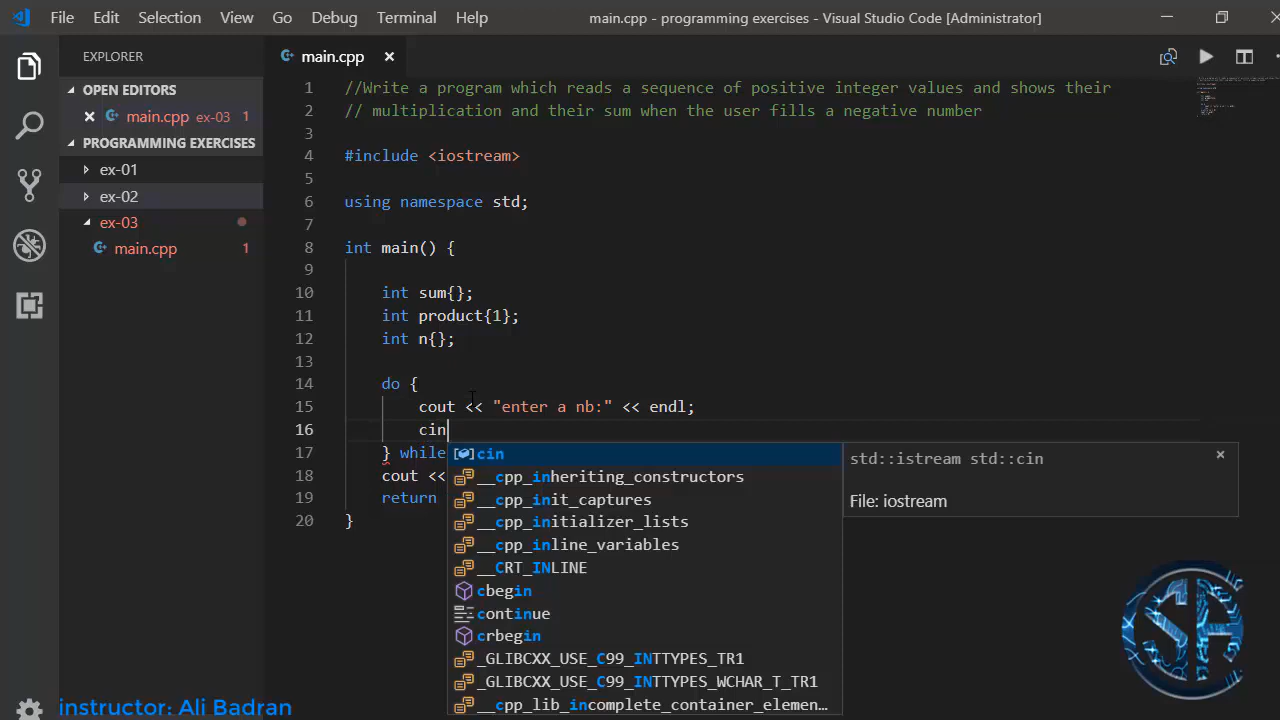 File Edit Selection View Go Debug Terminal Help main.cpp - programming exercises - Visual Studio Code [Administrator]
EXPLORER
main.cpp
OPEN EDITORS
main.cpp ex-03 1
PROGRAMMING EXERCISES
ex-01
ex-02
ex-03
main.cpp 1
1 //Write a program which reads a sequence of positive integer values and shows their
2 // multiplication and their sum when the user fills a negative number
3
4 #include <iostream>
5
6 using namespace std;
7
8 int main() {
9
10 int sum{};
11 int product{1};
12 int n{};
13
14 do {
15 cout << "enter a nb:" << endl;
16 cin
17 } while
18 cout <<
19 return
20 }
cin
__cpp_inheriting_constructors
__cpp_init_captures
__cpp_initializer_lists
__cpp_inline_variables
__CRT_INLINE
cbegin
continue
crbegin
_GLIBCXX_USE_C99_INTTYPES_TR1
_GLIBCXX_USE_C99_INTTYPES_WCHAR_T_TR1
__cpp_lib_incomplete_container_elemen…
std::istream std::cin
File: iostream
SA
instructor: Ali Badran